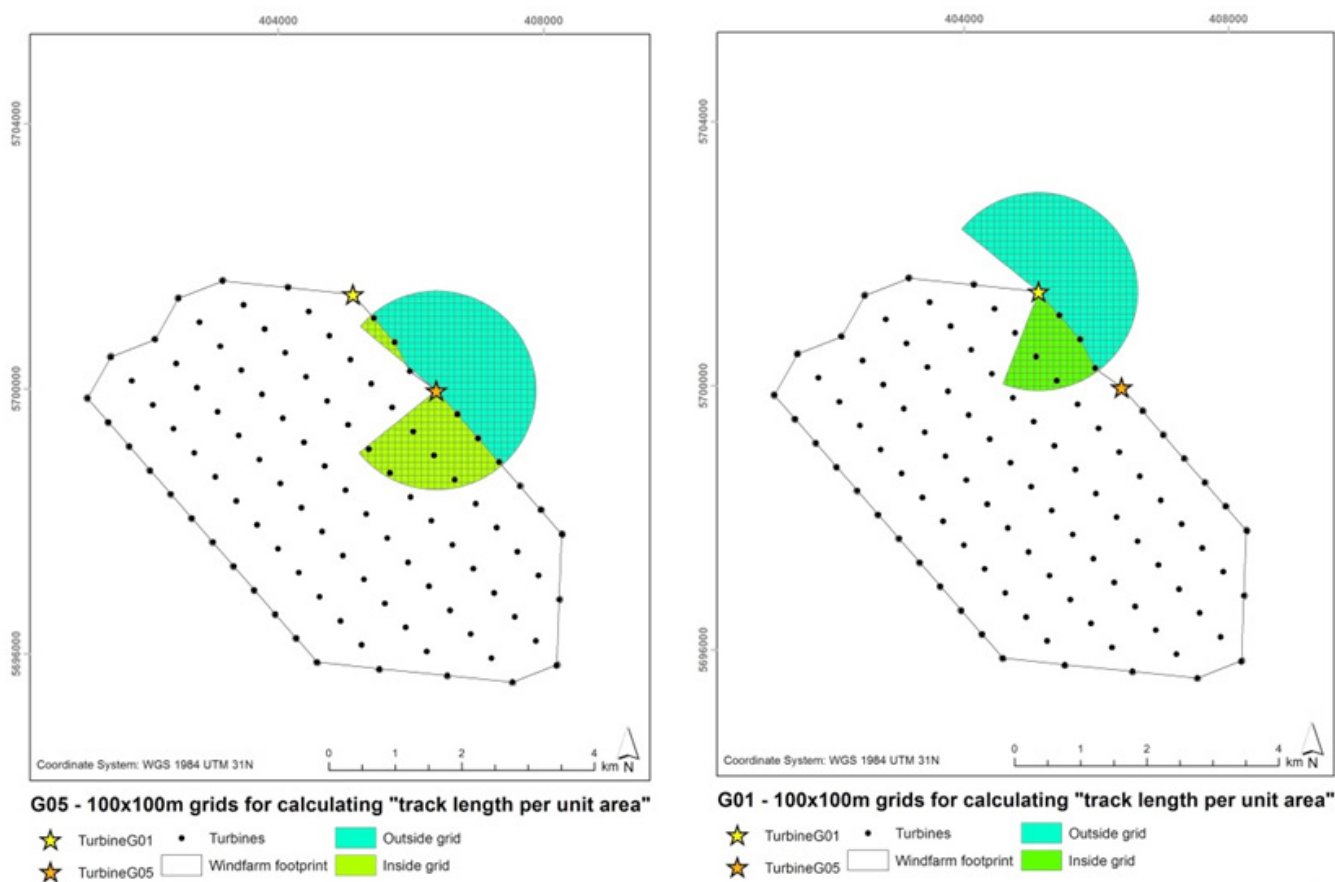 404000 408000
5704000
5700000
5696000
0 1 2 4
km N
Coordinate System: WGS 1984 UTM 31N
G05 - 100x100m grids for calculating "track length per unit area"
TurbineG01 Turbines Outside grid
TurbineG05 Windfarm footprint Inside grid
404000 408000
5704000
5700000
5696000
0 1 2 4
km N
Coordinate System: WGS 1984 UTM 31N
G01 - 100x100m grids for calculating "track length per unit area"
TurbineG01 Turbines Outside grid
TurbineG05 Windfarm footprint Inside grid